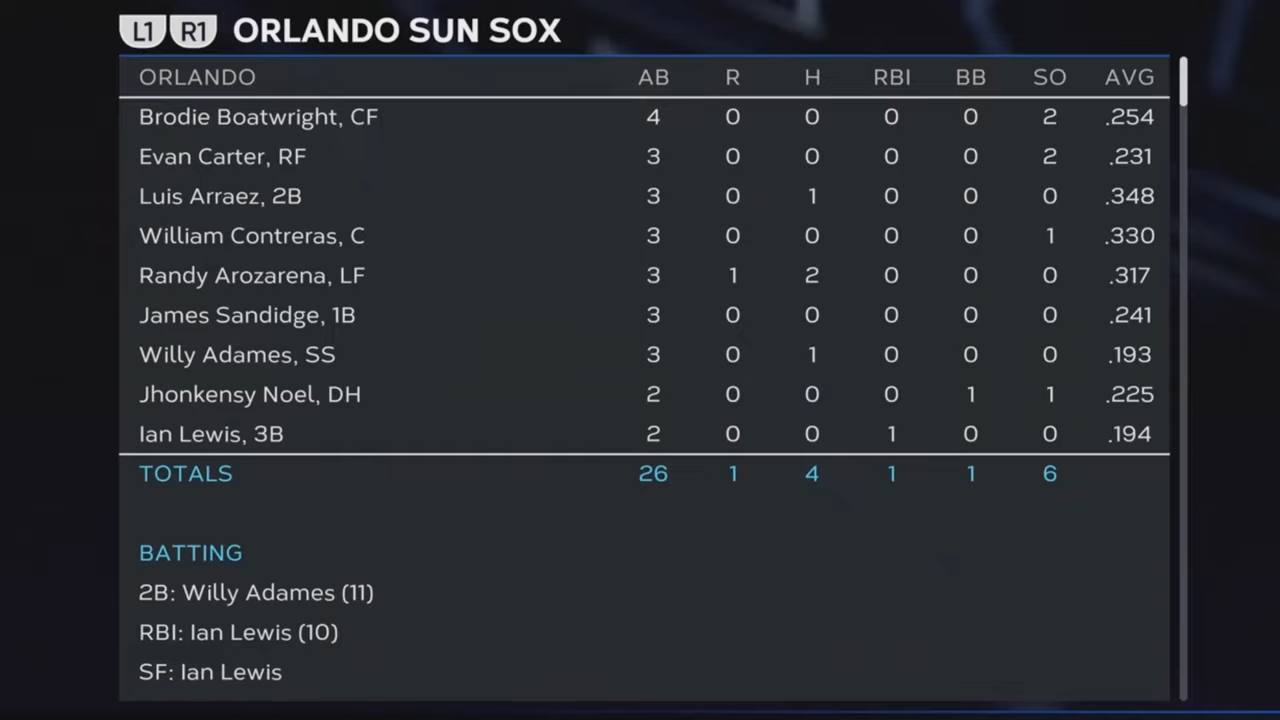 L1 R1 ORLANDO SUN SOX
ORLANDO AB R H RBI BB SO AVG
Brodie Boatwright, CF 4 0 0 0 0 2 .254
Evan Carter, RF 3 0 0 0 0 2 .231
Luis Arraez, 2B 3 0 1 0 0 0 .348
William Contreras, C 3 0 0 0 0 1 .330
Randy Arozarena, LF 3 1 2 0 0 0 .317
James Sandidge, 1B 3 0 0 0 0 0 .241
Willy Adames, SS 3 0 1 0 0 0 .193
Jhonkensy Noel, DH 2 0 0 0 1 1 .225
Ian Lewis, 3B 2 0 0 1 0 0 .194
TOTALS 26 1 4 1 1 6
BATTING
2B: Willy Adames (11)
RBI: Ian Lewis (10)
SF: Ian Lewis